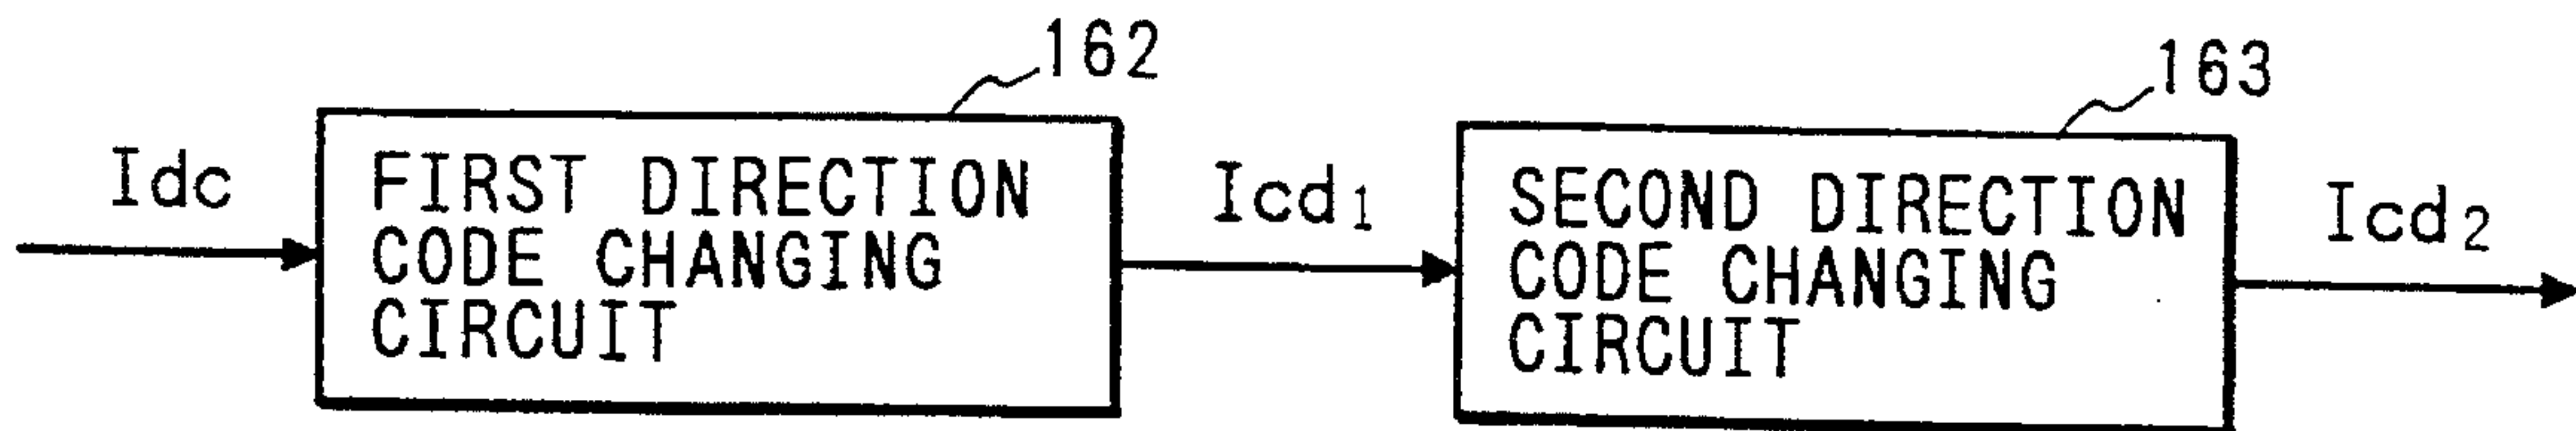 162
163
Idc
FIRST DIRECTION
CODE CHANGING
CIRCUIT
Icd₁
SECOND DIRECTION
CODE CHANGING
CIRCUIT
Icd₂